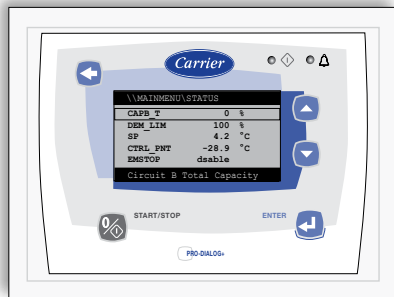 Carrier
\\MAINMENU\STATUS
CAPB_T 0 %
DEM_LIM 100 %
SP 4.2 °C
CTRL_PNT -28.9 °C
EMSTOP dsable
Circuit B Total Capacity
START/STOP
ENTER
PRO-DIALOG+